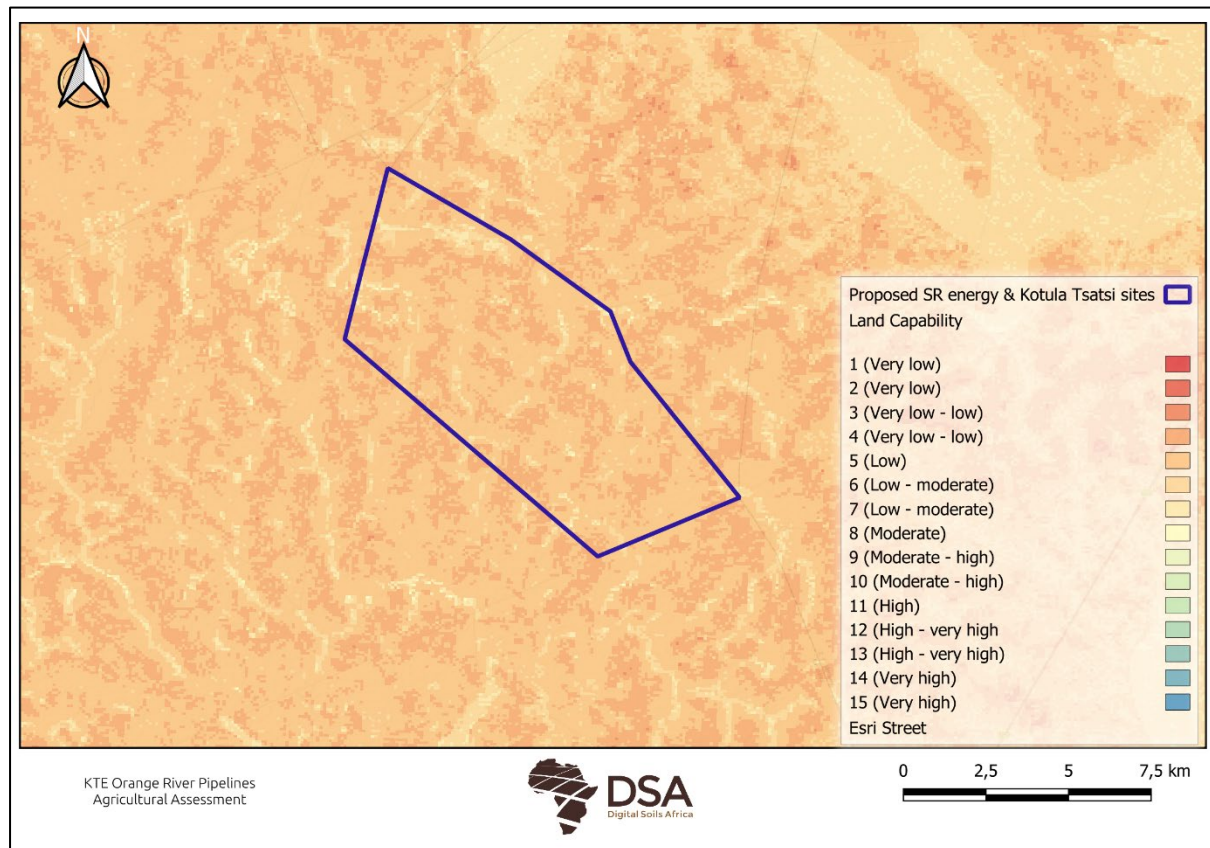 N
Proposed SR energy & Kotula Tsatsi sites
Land Capability
1 (Very low)
2 (Very low)
3 (Very low - low)
4 (Very low - low)
5 (Low)
6 (Low - moderate)
7 (Low - moderate)
8 (Moderate)
9 (Moderate - high)
10 (Moderate - high)
11 (High)
12 (High - very high
13 (High - very high)
14 (Very high)
15 (Very high)
Esri Street
KTE Orange River Pipelines
Agricultural Assessment
DSA
Digital Soils Africa
0 2,5 5 7,5 km